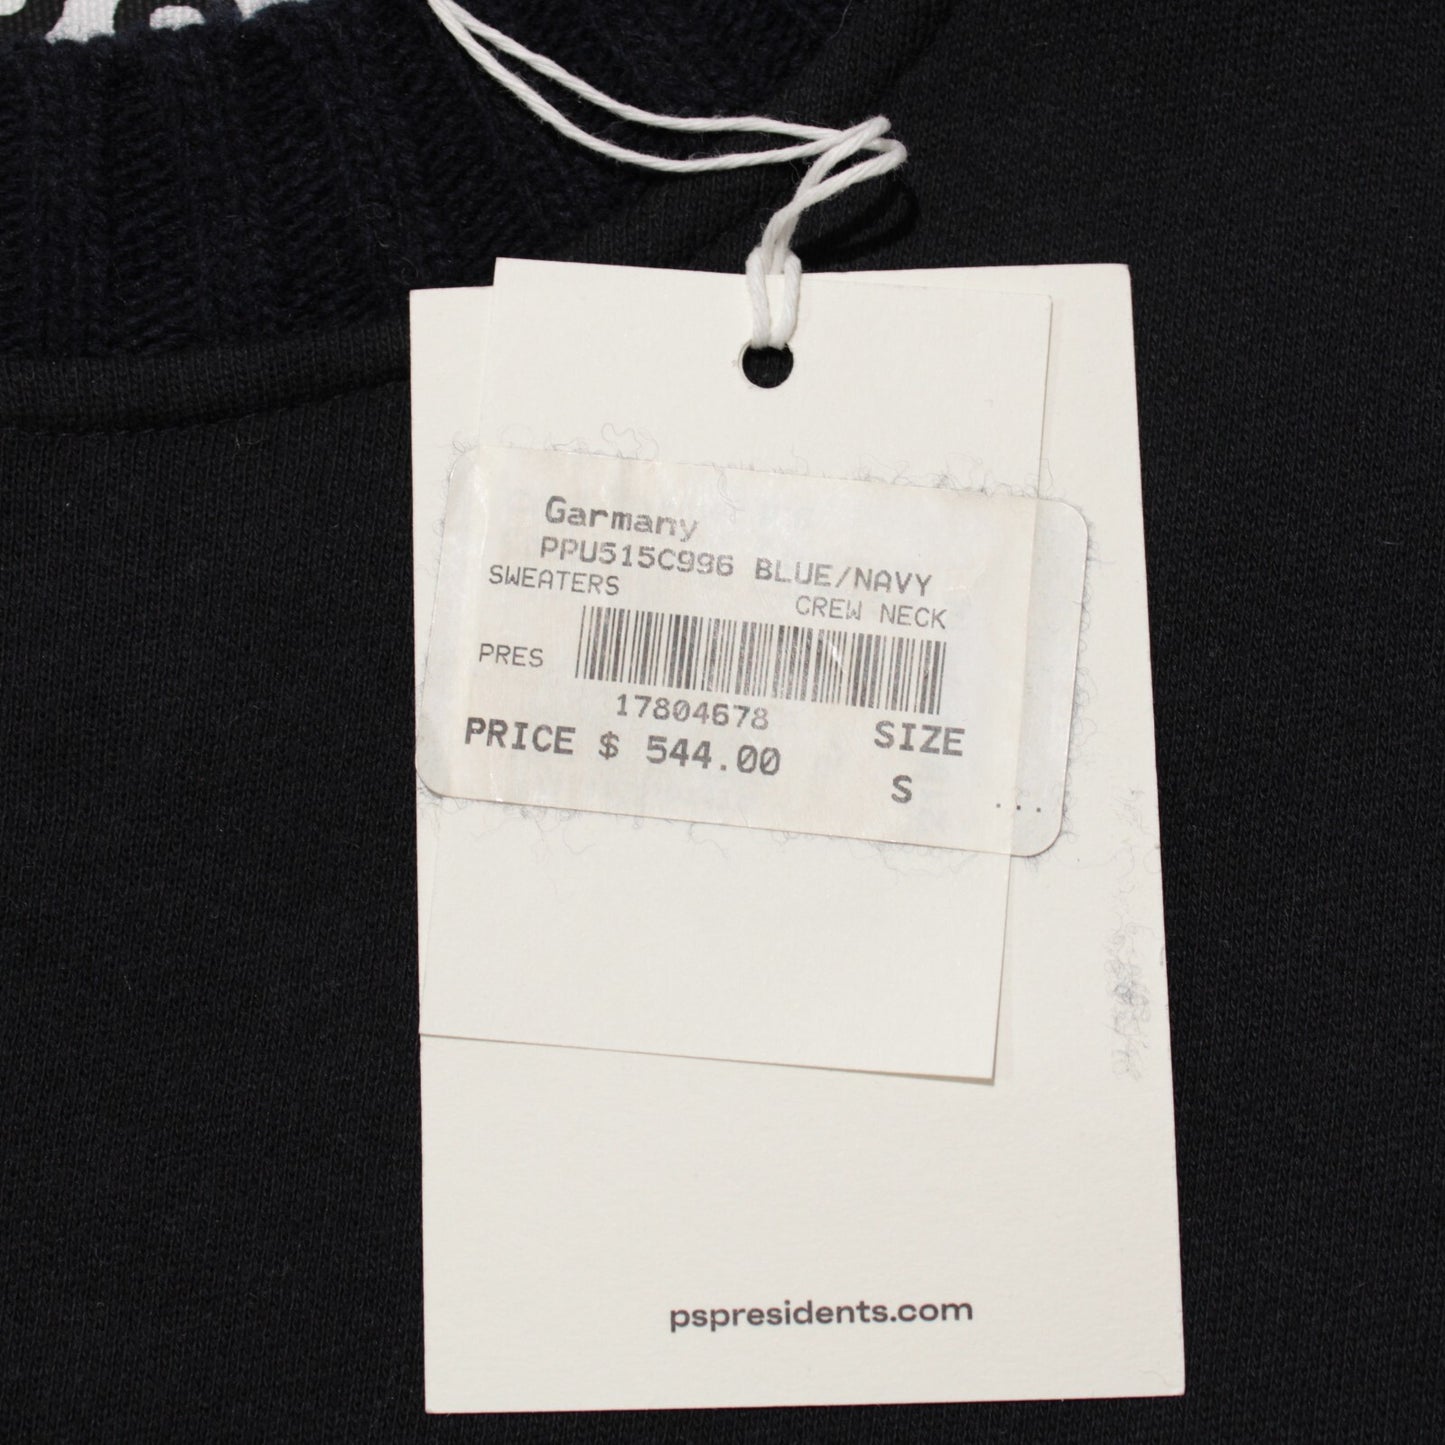 Garmany
PPU515C996 BLUE/NAVY
SWEATERS
CREW NECK
PRES
17804678
PRICE $ 544.00
SIZE
S
...
pspresidents.com